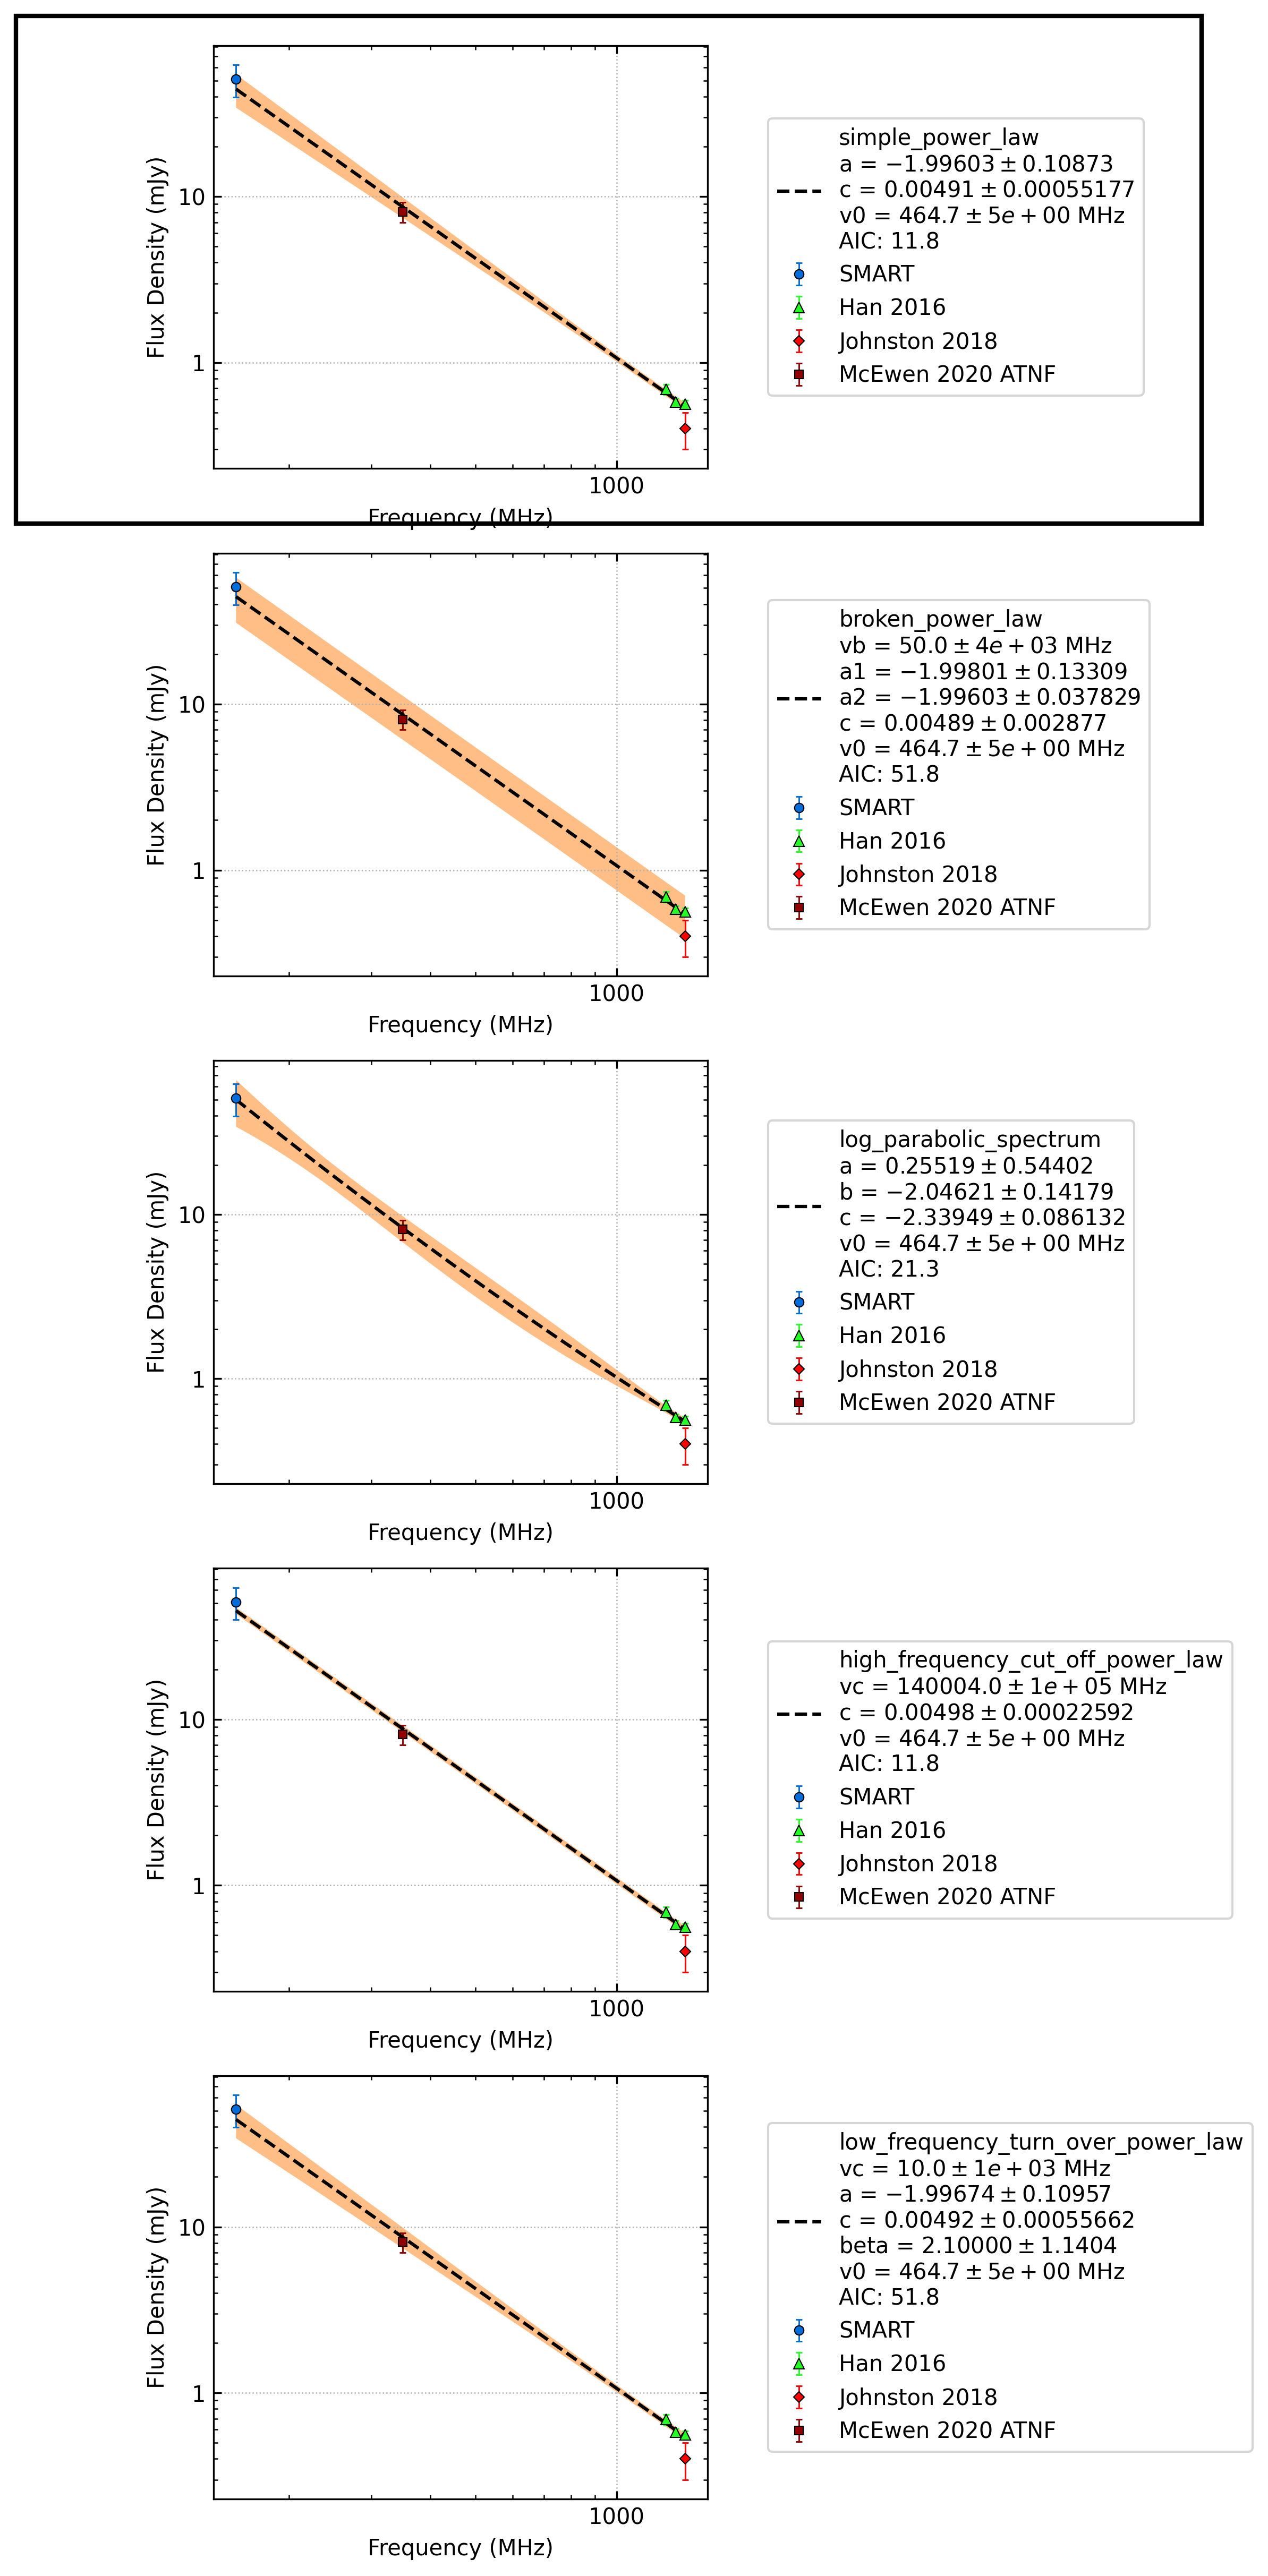 10
1
Flux Density (mJy)
1000
Frequency (MHz)
simple_power_law
a = −1.99603 ± 0.10873
c = 0.00491 ± 0.00055177
v0 = 464.7 ± 5e + 00 MHz
AIC: 11.8
SMART
Han 2016
Johnston 2018
McEwen 2020 ATNF
10
1
Flux Density (mJy)
1000
Frequency (MHz)
broken_power_law
vb = 50.0 ± 4e + 03 MHz
a1 = −1.99801 ± 0.13309
a2 = −1.99603 ± 0.037829
c = 0.00489 ± 0.002877
v0 = 464.7 ± 5e + 00 MHz
AIC: 51.8
SMART
Han 2016
Johnston 2018
McEwen 2020 ATNF
10
1
Flux Density (mJy)
1000
Frequency (MHz)
log_parabolic_spectrum
a = 0.25519 ± 0.54402
b = −2.04621 ± 0.14179
c = −2.33949 ± 0.086132
v0 = 464.7 ± 5e + 00 MHz
AIC: 21.3
SMART
Han 2016
Johnston 2018
McEwen 2020 ATNF
10
1
Flux Density (mJy)
1000
Frequency (MHz)
high_frequency_cut_off_power_law
vc = 140004.0 ± 1e + 05 MHz
c = 0.00498 ± 0.00022592
v0 = 464.7 ± 5e + 00 MHz
AIC: 11.8
SMART
Han 2016
Johnston 2018
McEwen 2020 ATNF
10
1
Flux Density (mJy)
1000
Frequency (MHz)
low_frequency_turn_over_power_law
vc = 10.0 ± 1e + 03 MHz
a = −1.99674 ± 0.10957
c = 0.00492 ± 0.00055662
beta = 2.10000 ± 1.1404
v0 = 464.7 ± 5e + 00 MHz
AIC: 51.8
SMART
Han 2016
Johnston 2018
McEwen 2020 ATNF